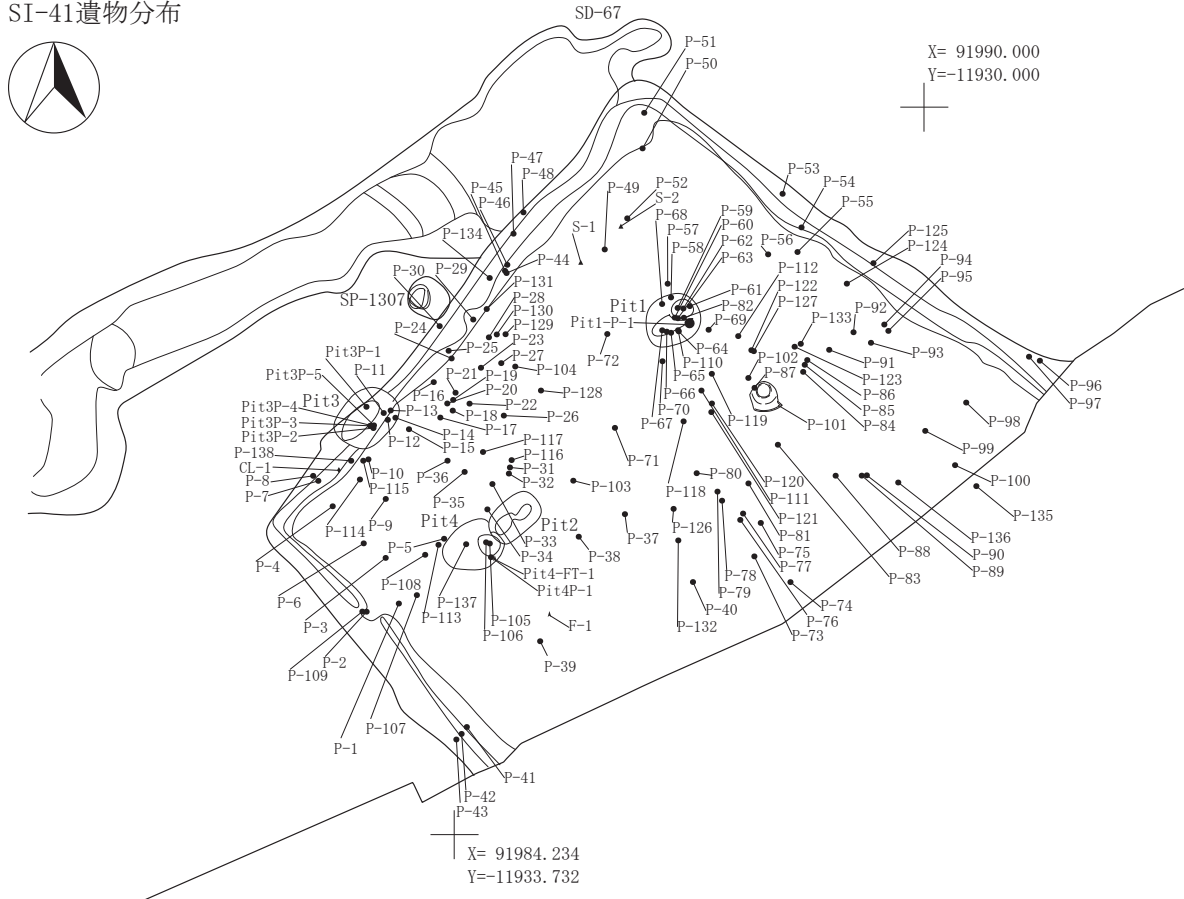 SI-41遺物分布
SD-67
P-51
P-50
X= 91990.000
Y=-11930.000
P-47
P-48
P-45
P-46
P-49
P-52
S-2
P-53
P-54
P-55
P-134
S-1
P-68
P-57
P-58
P-59
P-60
P-62
P-63
P-56
P-125
P-124
P-94
P-95
P-30
P-29
P-44
P-131
P-28
P-130
P-129
SP-1307
Pit1
Pit1-P-1
P-61
P-82
P-112
P-122
P-127
P-133
P-92
P-24
P-25
P-27
P-104
P-72
P-69
P-64
P-110
P-65
P-102
P-87
P-91
P-123
P-93
P-86
P-85
P-84
Pit3P-1
P-11
Pit3P-5
P-21
P-19
P-20
P-16
P-128
P-66
P-96
P-97
Pit3
Pit3P-4
Pit3P-3
Pit3P-2
P-13
P-18
P-22
P-26
P-70
P-67
P-119
P-101
P-98
P-12
P-14
P-15
P-17
P-117
P-116
P-138
CL-1
P-8
P-7
P-10
P-115
P-36
P-35
P-31
P-32
P-103
P-71
P-118
P-80
P-120
P-111
P-121
P-99
P-100
P-135
P-114
P-9
Pit4
Pit2
P-33
P-34
P-37
P-126
P-81
P-75
P-77
P-136
P-90
P-89
P-88
P-83
P-4
P-5
P-38
P-6
P-108
Pit4-FT-1
Pit4P-1
P-78
P-79
P-40
P-74
P-76
P-73
P-3
P-113
P-137
P-105
P-106
F-1
P-132
P-2
P-109
P-39
P-107
P-1
P-41
P-42
P-43
X= 91984.234
Y=-11933.732